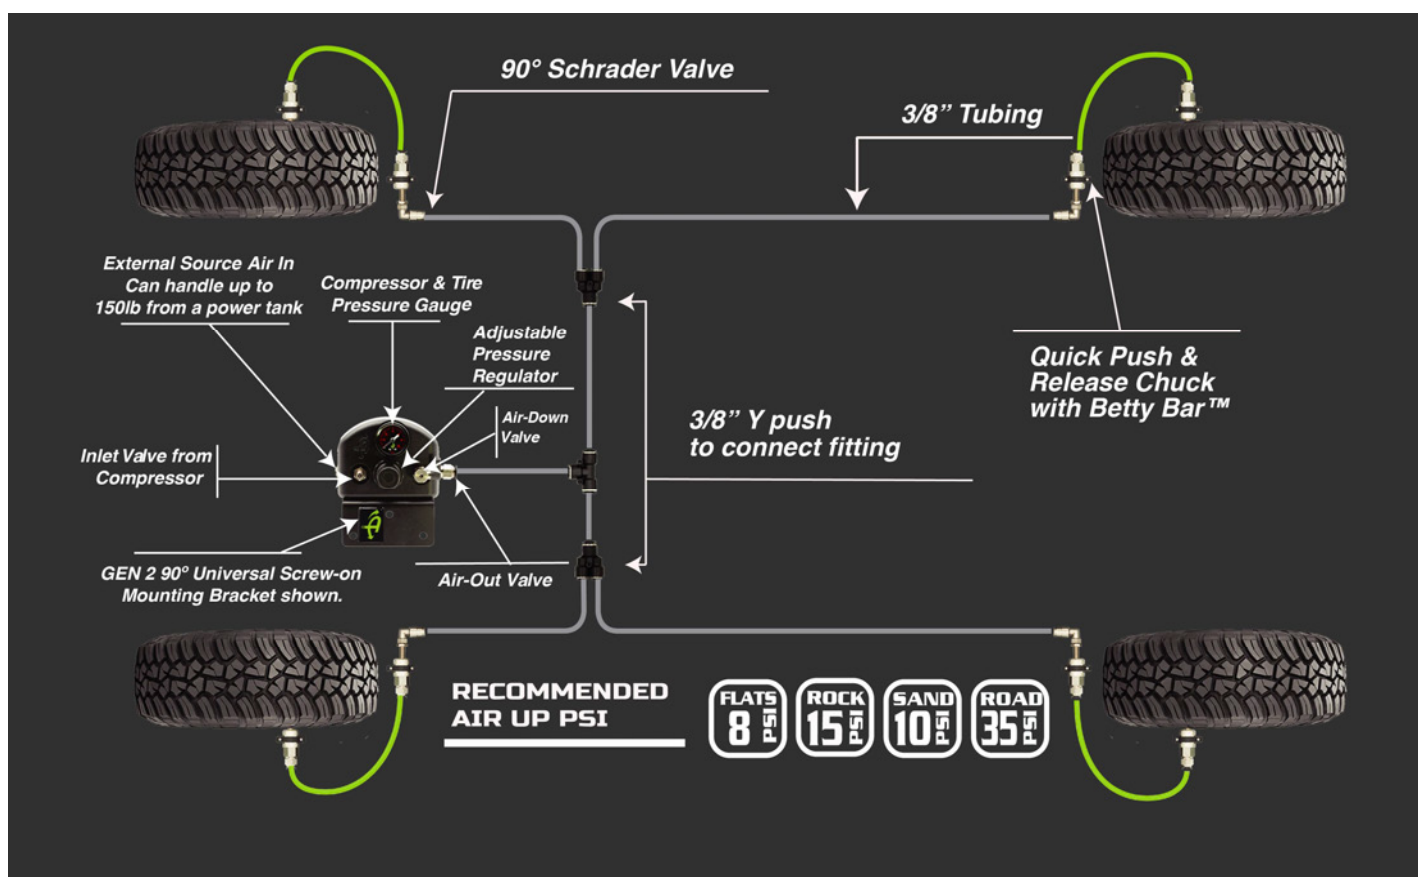 90° Schrader Valve
3/8” Tubing
External Source Air In
Can handle up to
150lb from a power tank
Compressor & Tire
Pressure Gauge
Adjustable
Pressure
Regulator
Quick Push &
Release Chuck
with Betty Bar™
Air-Down
Valve
3/8” Y push
to connect fitting
Inlet Valve from
Compressor
GEN 2 90° Universal Screw-on
Mounting Bracket shown.
Air-Out Valve
RECOMMENDED
AIR UP PSI
FLATS
8 PSI
ROCK
15 PSI
SAND
10 PSI
ROAD
35 PSI